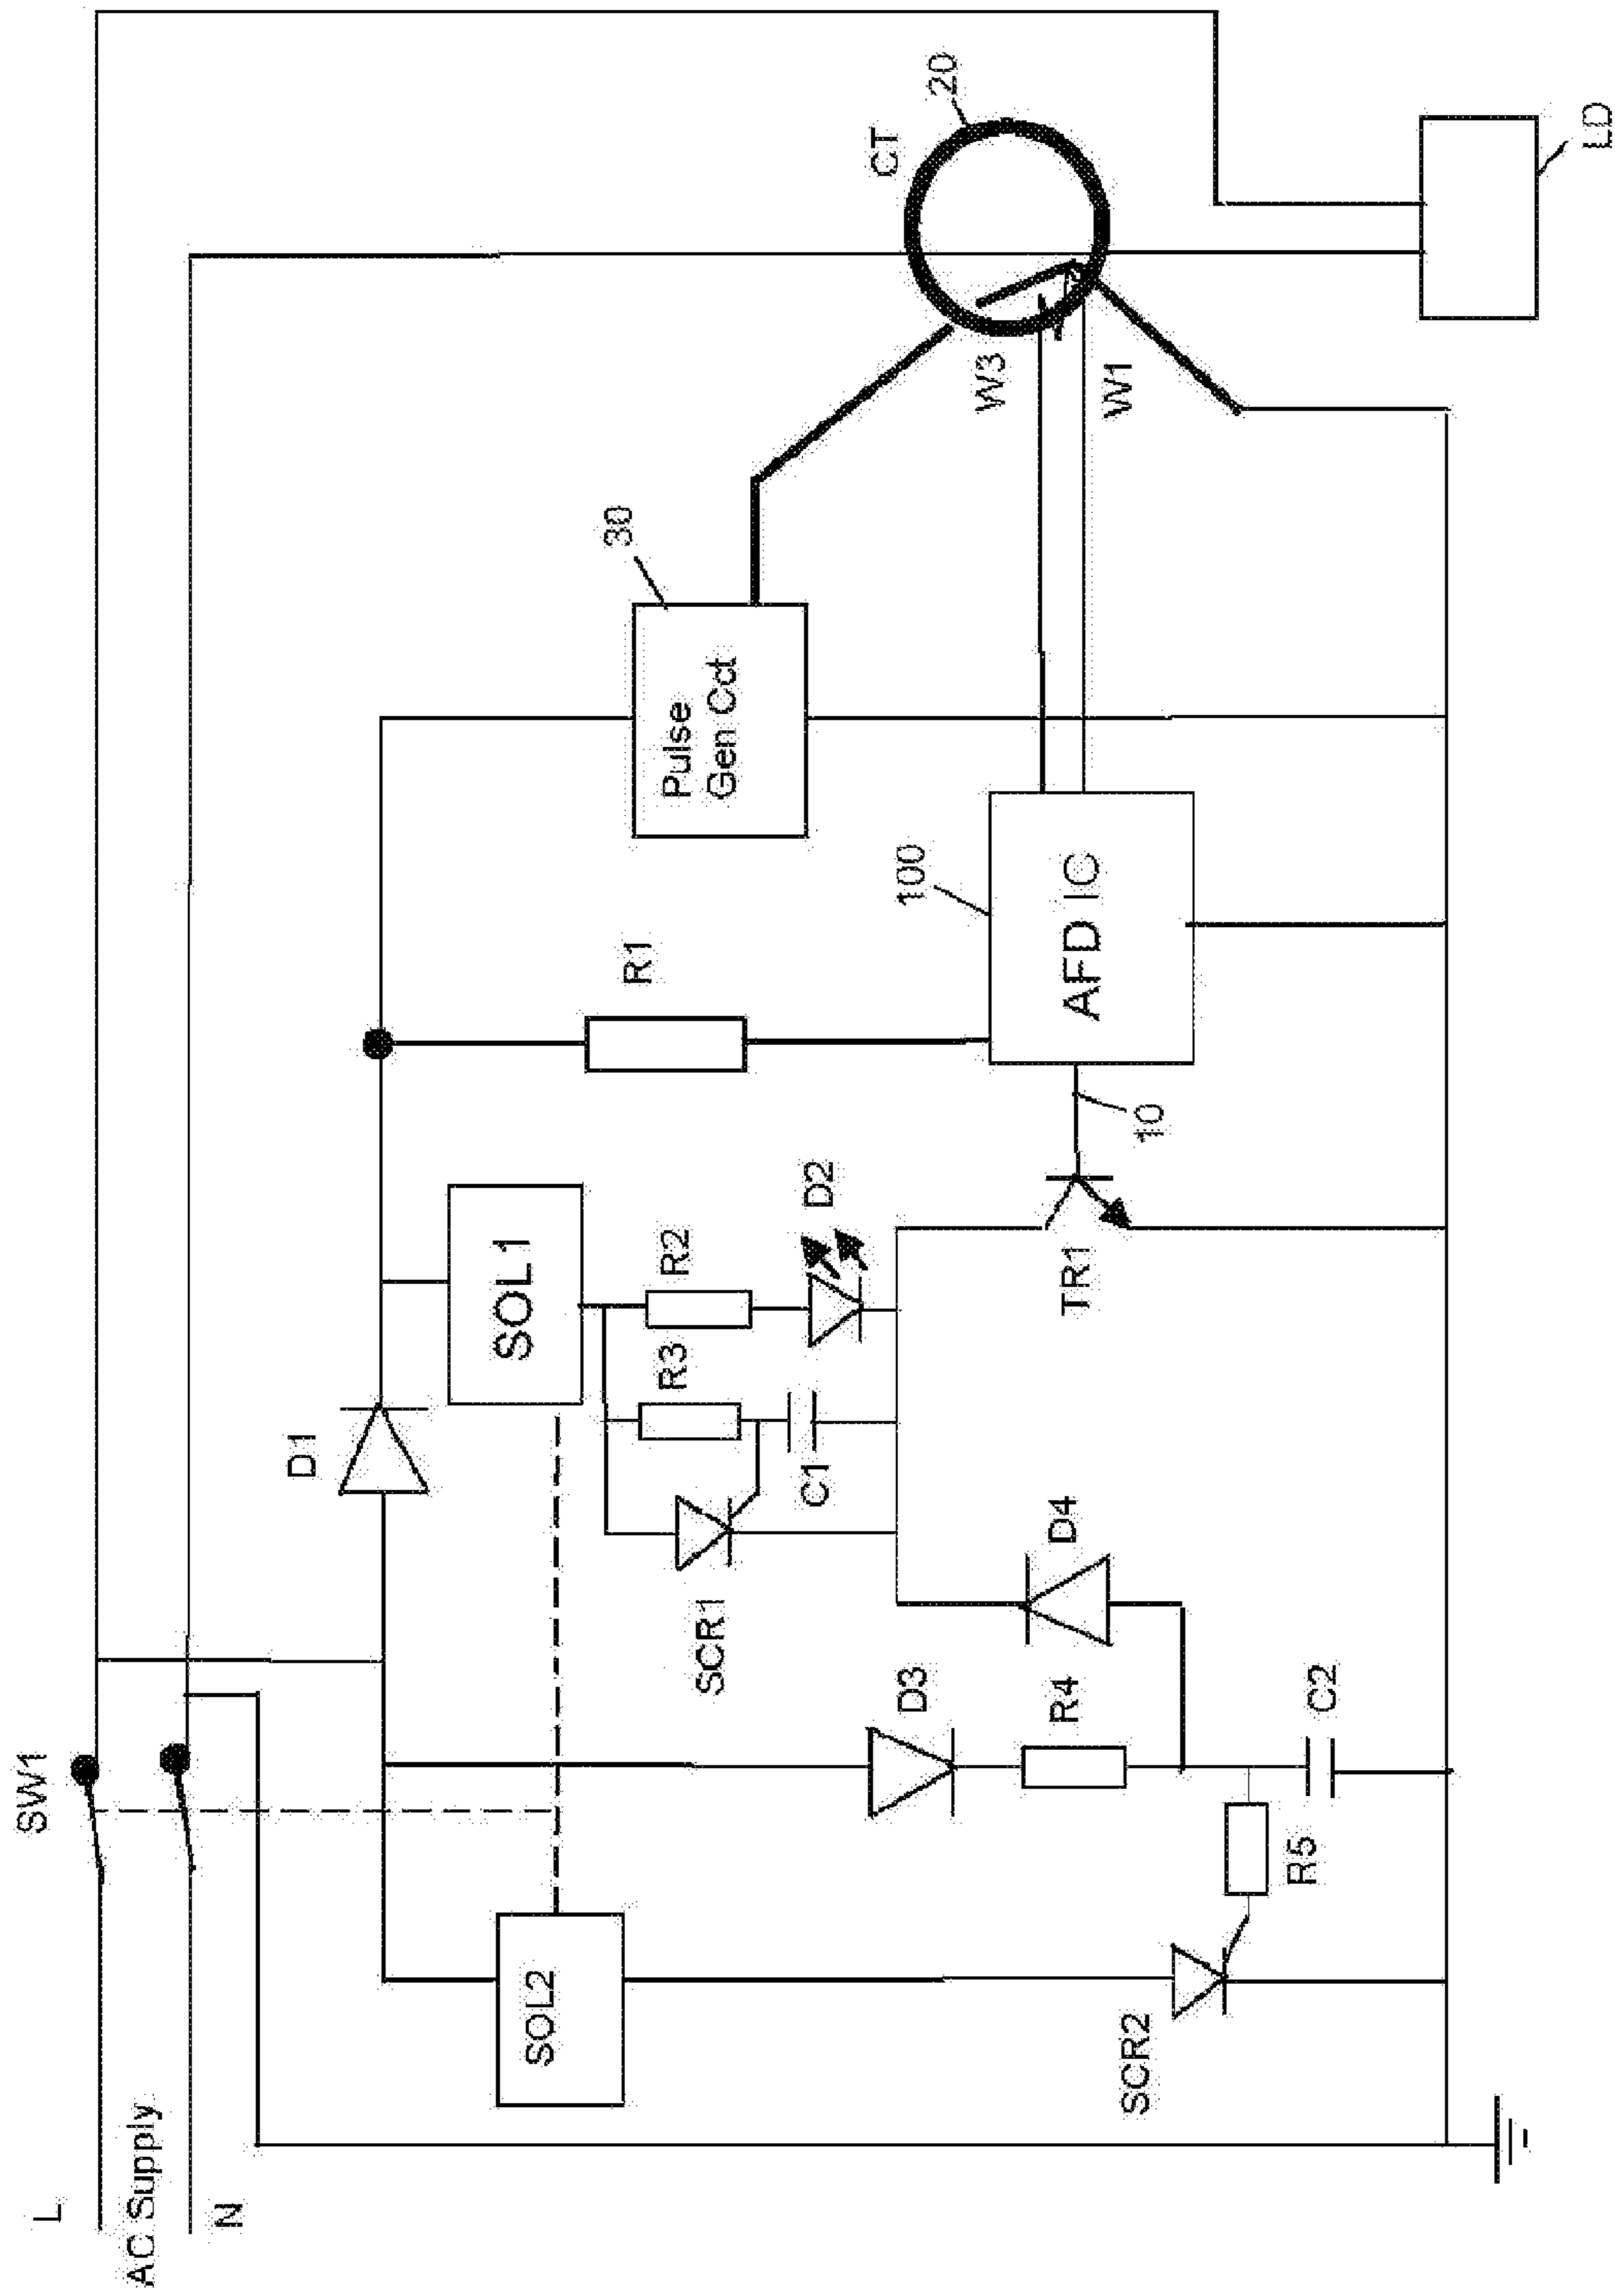 L
AC Supply
N
SW1
SOL2
D1
SOL1
SCR1
R3
C1
R2
D2
D3
R4
D4
C2
R5
SCR2
TR1
10
R1
100
AFD IC
30
Pulse
Gen Cct
CT
20
W3
W1
LD